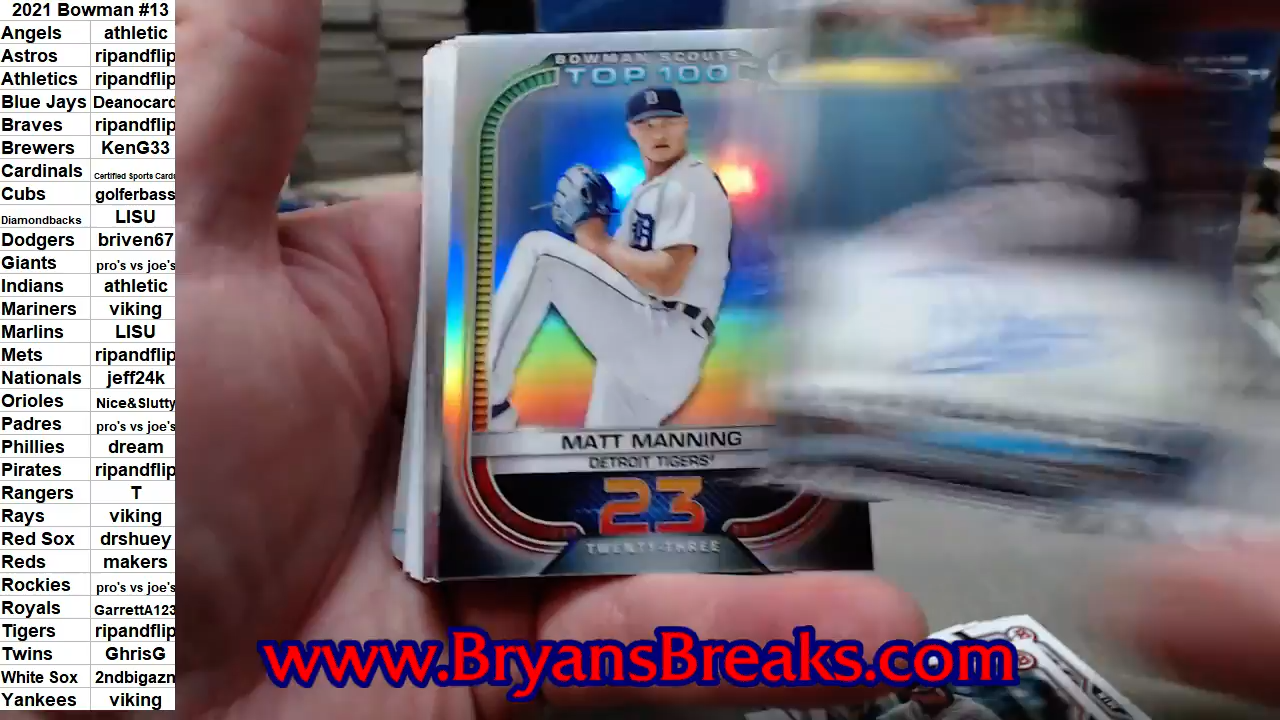 2021 Bowman #13
Angels athletic
Astros ripandflip
Athletics ripandflip
Blue Jays Deanocard
Braves ripandflip
Brewers KenG33
Cardinals Certified Sports Cards
Cubs golferbass
Diamondbacks LISU
Dodgers briven67
Giants pro's vs joe's
Indians athletic
Mariners viking
Marlins LISU
Mets ripandflip
Nationals jeff24k
Orioles Nice&Slutty
Padres pro's vs joe's
Phillies dream
Pirates ripandflip
Rangers T
Rays viking
Red Sox drshuey
Reds makers
Rockies pro's vs joe's
Royals GarrettA123
Tigers ripandflip
Twins GhrisG
White Sox 2ndbigazn
Yankees viking
BOWMAN SCOUTS
TOP 100
D
D
MATT MANNING
DETROIT TIGERS
23
TWENTY-THREE
www.BryansBreaks.com